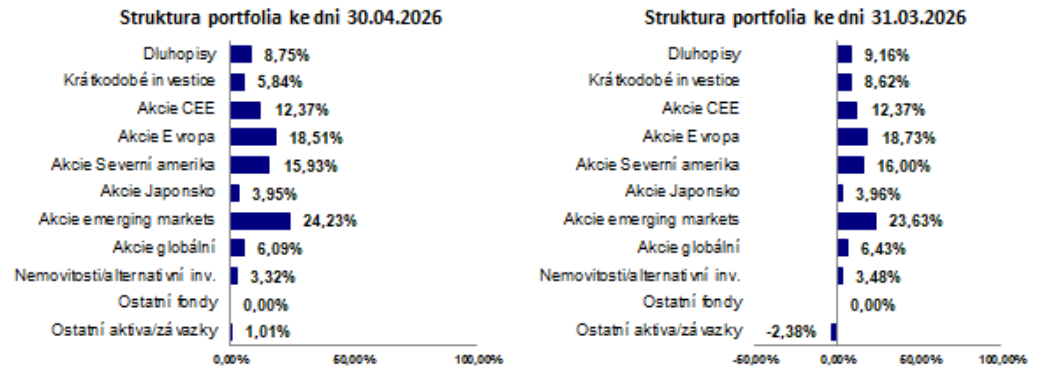 Struktura portfolia ke dni 30.04.2026
Dluhopisy 8,75%
Krátkodobé investice 5,84%
Akcie CEE 12,37%
Akcie Evropa 18,51%
Akcie Severní amerika 15,93%
Akcie Japonsko 3,95%
Akcie emerging markets 24,23%
Akcie globální 6,09%
Nemovitosti/alternativní inv. 3,32%
Ostatní fondy 0,00%
Ostatní aktiva/závazky 1,01%
0,00% 50,00% 100,00%
Struktura portfolia ke dni 31.03.2026
Dluhopisy 9,16%
Krátkodobé investice 8,62%
Akcie CEE 12,37%
Akcie Evropa 18,73%
Akcie Severní amerika 16,00%
Akcie Japonsko 3,96%
Akcie emerging markets 23,63%
Akcie globální 6,43%
Nemovitosti/alternativní inv. 3,48%
Ostatní fondy 0,00%
Ostatní aktiva/závazky -2,38%
-50,00% 0,00% 50,00% 100,00%